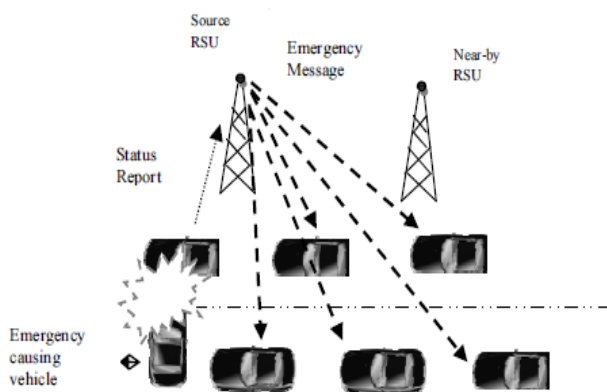 Source
RSU
Emergency
Message
Near-by
RSU
Status
Report
Emergency
causing
vehicle